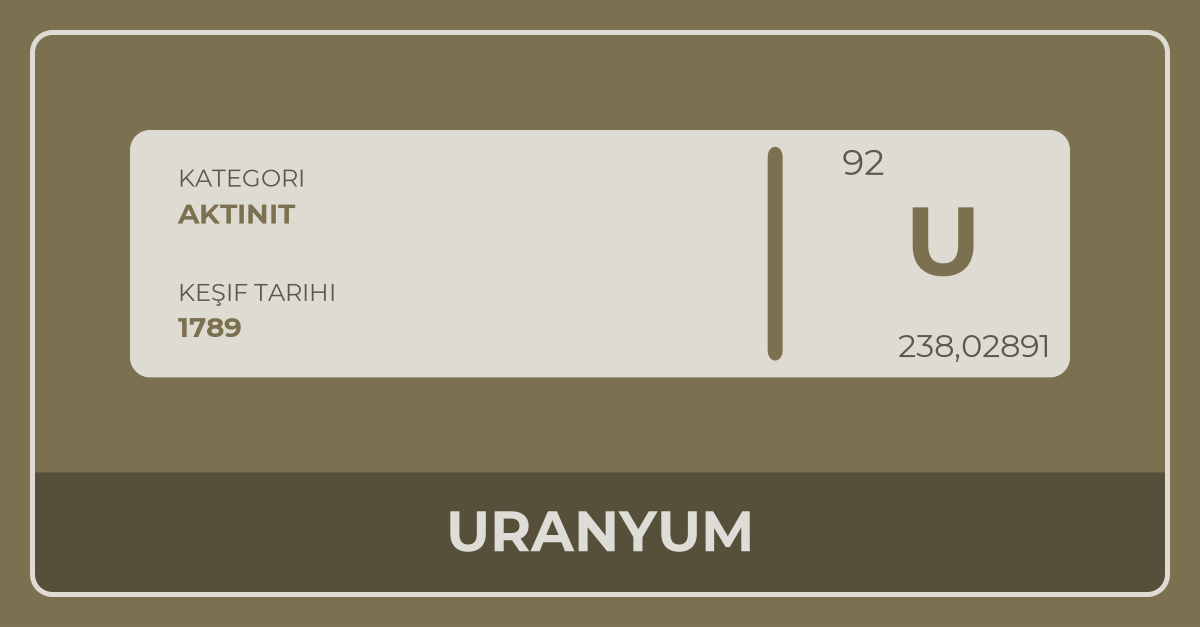 KATEGORI
AKTINIT
KEŞIF TARIHI
1789
92
U
238,02891
URANYUM